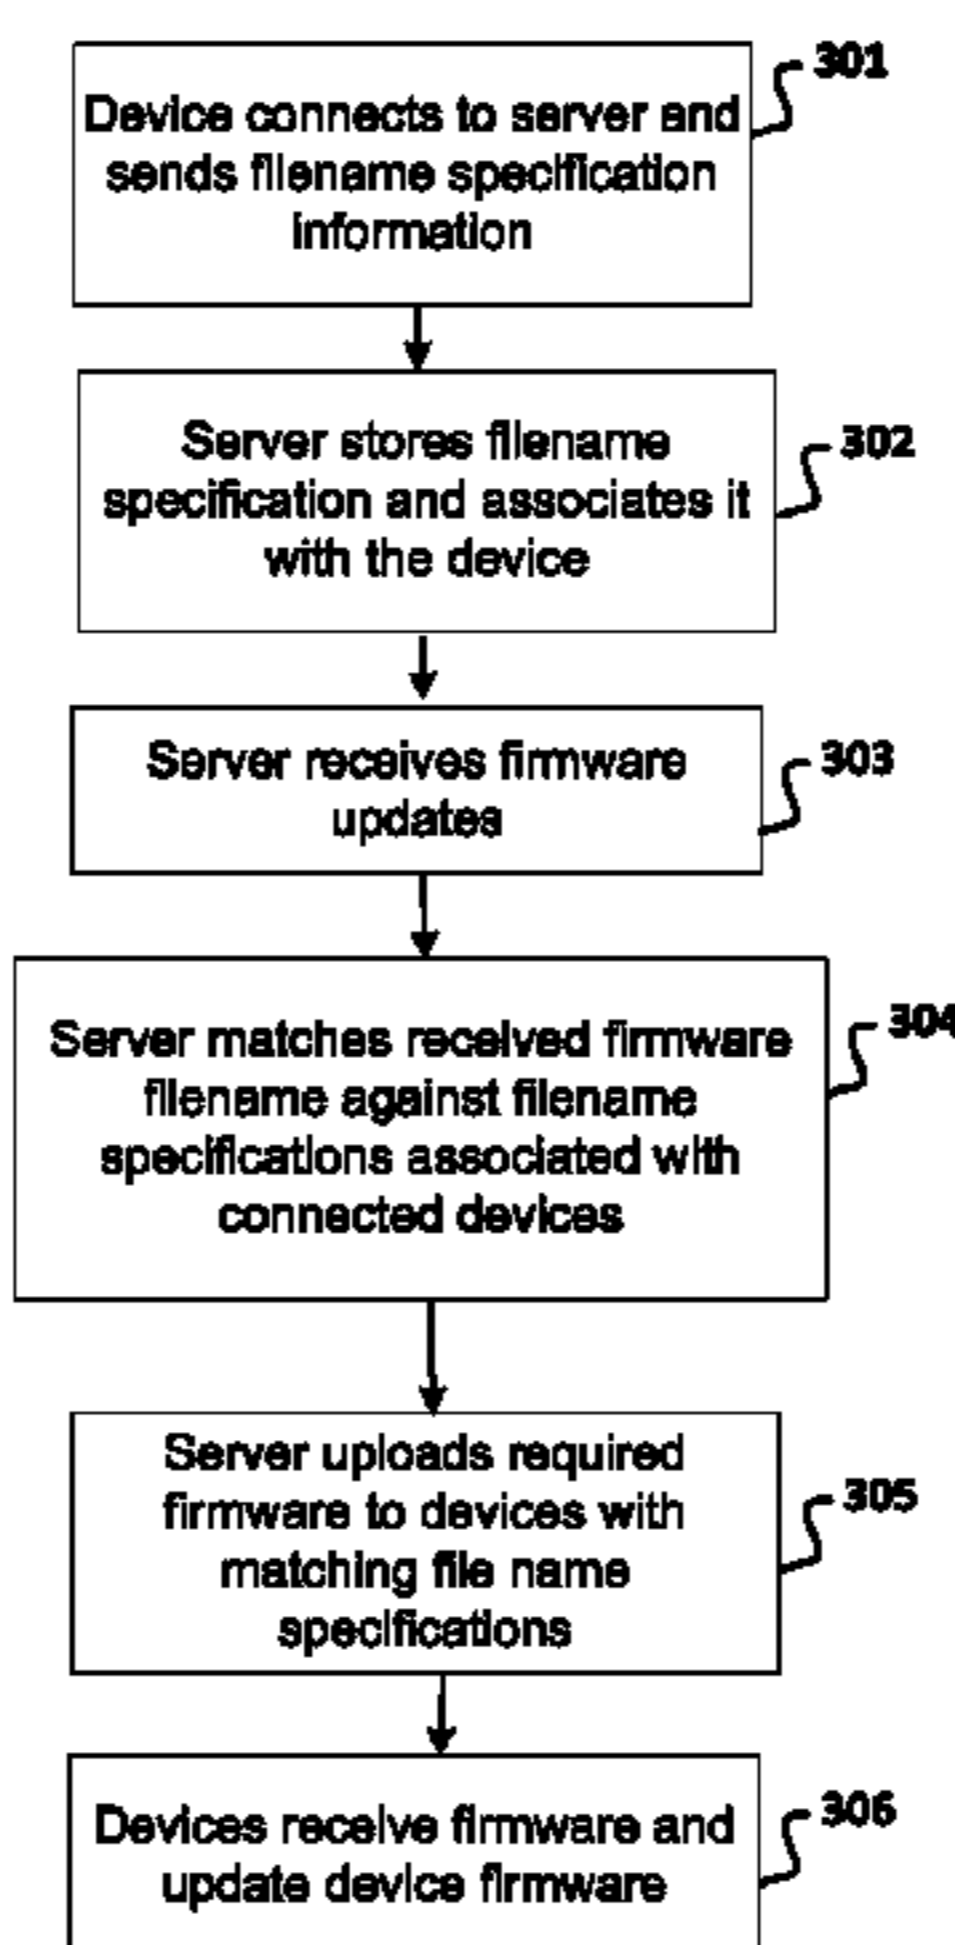 301
Device connects to server and
sends filename specification
information
302
Server stores filename
specification and associates it
with the device
303
Server receives firmware
updates
304
Server matches received firmware
filename against filename
specifications associated with
connected devices
305
Server uploads required
firmware to devices with
matching file name
specifications
306
Devices receive firmware and
update device firmware